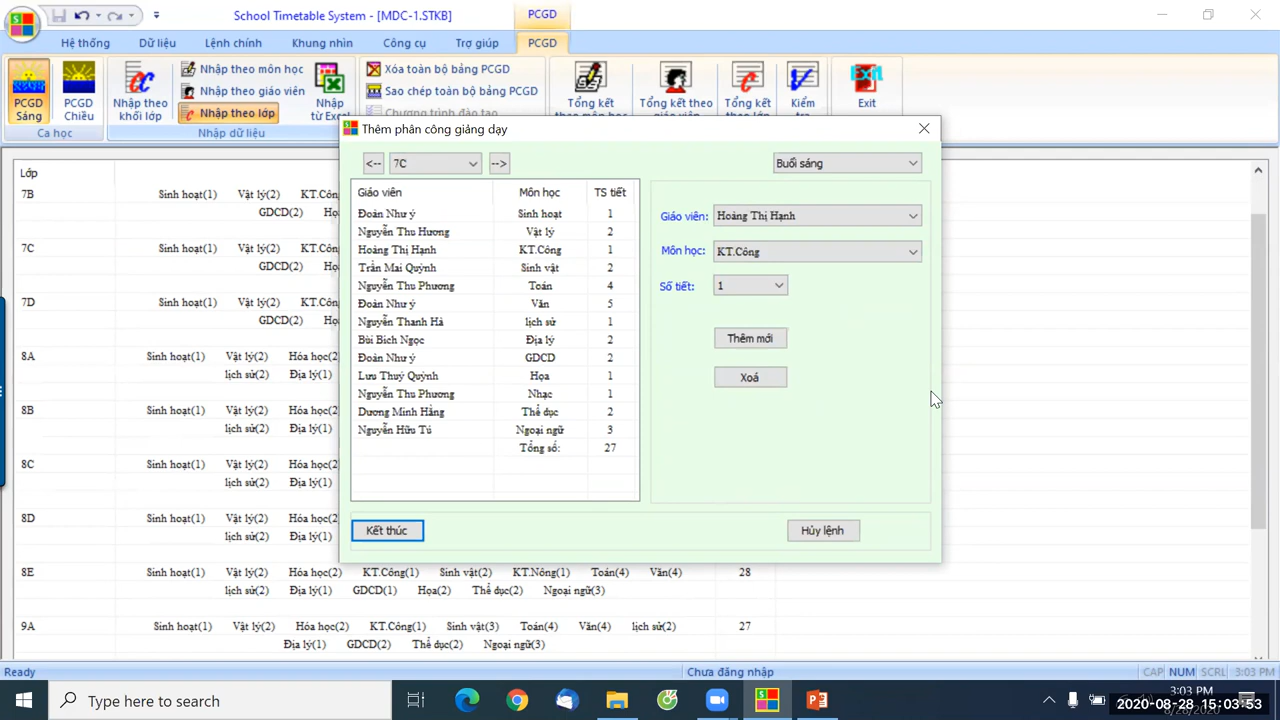 School Timetable System - [MDC-1.STKB]
PCGD
Hệ thống Dữ liệu Lệnh chính Khung nhìn Công cụ Trợ giúp PCGD
PCGD Sáng
PCGD Chiều
Ca học
Nhập theo khối lớp
Nhập theo môn học
Nhập theo giáo viên
Nhập theo lớp
Nhập từ Excel
Nhập dữ liệu
Xóa toàn bộ bảng PCGD
Sao chép toàn bộ bảng PCGD
Chương trình đào tạo
Tổng kết theo môn học
Tổng kết theo giáo viên
Tổng kết theo lớp
Kiểm tra
Exit
Exit
Thêm phân công giảng dạy
<-- 7C --> Buổi sáng
Giáo viên Môn học TS tiết
Đoàn Như ý Sinh hoạt 1
Nguyễn Thu Hương Vật lý 2
Hoàng Thị Hạnh KT.Công 1
Trần Mai Quỳnh Sinh vật 2
Nguyễn Thu Phương Toán 4
Đoàn Như ý Văn 5
Nguyễn Thanh Hà lịch sử 1
Bùi Bích Ngọc Địa lý 2
Đoàn Như ý GDCD 2
Lưu Thuý Quỳnh Họa 1
Nguyễn Thu Phương Nhạc 1
Dương Minh Hằng Thể dục 2
Nguyễn Hữu Tú Ngoại ngữ 3
Tổng số: 27
Giáo viên: Hoàng Thị Hạnh
Môn học: KT.Công
Số tiết: 1
Thêm mới
Xoá
Kết thúc Hủy lệnh
Lớp
7B Sinh hoạt(1) Vật lý(2) KT.Công
GDCD(2) Họa
7C Sinh hoạt(1) Vật lý(2) KT.Công
GDCD(2) Họa
7D Sinh hoạt(1) Vật lý(2) KT.Công
GDCD(2) Họa
8A Sinh hoạt(1) Vật lý(2) Hóa học(2)
lịch sử(2) Địa lý(1)
8B Sinh hoạt(1) Vật lý(2) Hóa học(2)
lịch sử(2) Địa lý(1)
8C Sinh hoạt(1) Vật lý(2) Hóa học(2)
lịch sử(2) Địa lý(1)
8D Sinh hoạt(1) Vật lý(2) Hóa học(2)
lịch sử(2) Địa lý(1)
8E Sinh hoạt(1) Vật lý(2) Hóa học(2) KT.Công(1) Sinh vật(2) KT.Nông(1) Toán(4) Văn(4) 28
lịch sử(2) Địa lý(1) GDCD(1) Họa(2) Thể dục(2) Ngoại ngữ(3)
9A Sinh hoạt(1) Vật lý(2) Hóa học(2) KT.Công(1) Sinh vật(3) Toán(4) Văn(4) lịch sử(2) 27
Địa lý(1) GDCD(2) Thể dục(2) Ngoại ngữ(3)
Ready Chưa đăng nhập CAP NUM SCRL 3:03 PM
Type here to search
3:03 PM
2020-08-28 15:03:53